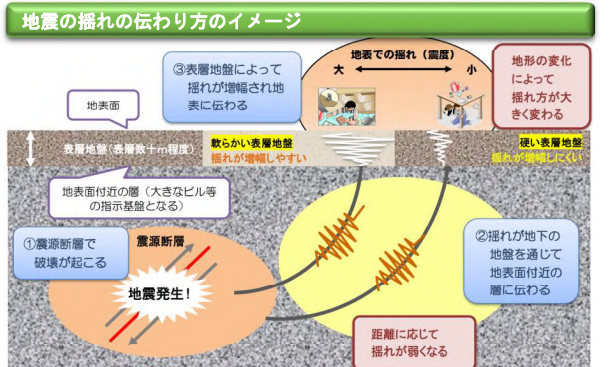 地震の揺れの伝わり方のイメージ
③表層地盤によって
揺れが増幅され地
表に伝わる
地表での揺れ（震度）
大
小
地形の変化
によって
揺れ方が大
きく変わる
地表面
表層地盤（表層数十m程度）
軟らかい表層地盤
揺れが増幅しやすい
硬い表層地盤
揺れが増幅しにくい
地表面付近の層（大きなビル等
の指示基盤となる）
①震源断層で
破壊が起こる
震源断層
地震発生！
②揺れが地下の
地盤を通じて
地表面付近の
層に伝わる
距離に応じて
揺れが弱くなる